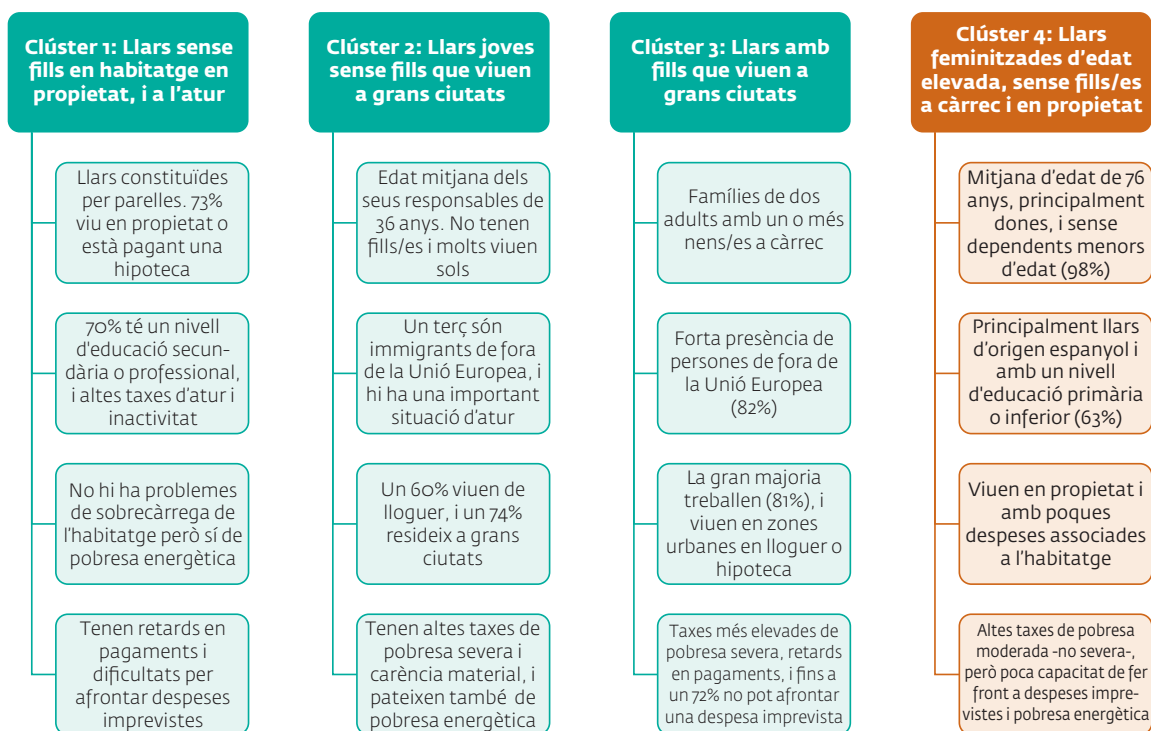 Clúster 1: Llars sense
fills en habitatge en
propietat, i a l'atur
Llars constituïdes
per parelles. 73%
viu en propietat o
està pagant una
hipoteca
70% té un nivell
d'educació secun-
dària o professional,
i altes taxes d'atur i
inactivitat
No hi ha problemes
de sobrecàrrega de
l'habitatge però sí de
pobresa energètica
Tenen retards en
pagaments i
dificultats per
afrontar despeses
imprevistes
Clúster 2: Llars joves
sense fills que viuen
a grans ciutats
Edat mitjana dels
seus responsables de
36 anys. No tenen
fills/es i molts viuen
sols
Un terç són
immigrants de fora
de la Unió Europea, i
hi ha una important
situació d'atur
Un 60% viuen de
lloguer, i un 74%
resideix a grans
ciutats
Tenen altes taxes de
pobresa severa i
carència material, i
pateixen també de
pobresa energètica
Clúster 3: Llars amb
fills que viuen a
grans ciutats
Famílies de dos
adults amb un o més
nens/es a càrrec
Forta presència de
persones de fora de
la Unió Europea
(82%)
La gran majoria
treballen (81%), i
viuen en zones
urbanes en lloguer o
hipoteca
Taxes més elevades de
pobresa severa, retards
en pagaments, i fins a
un 72% no pot afrontar
una despesa imprevista
Clúster 4: Llars
feminitzades d'edat
elevada, sense fills/es
a càrrec i en propietat
Mitjana d'edat de 76
anys, principalment
dones, i sense
dependents menors
d'edat (98%)
Principalment llars
d'origen espanyol i
amb un nivell
d'educació primària
o inferior (63%)
Viuen en propietat i
amb poques
despeses associades
a l'habitatge
Altes taxes de pobresa
moderada -no severa-,
però poca capacitat de fer
front a despeses impre-
vistes i pobresa energètica